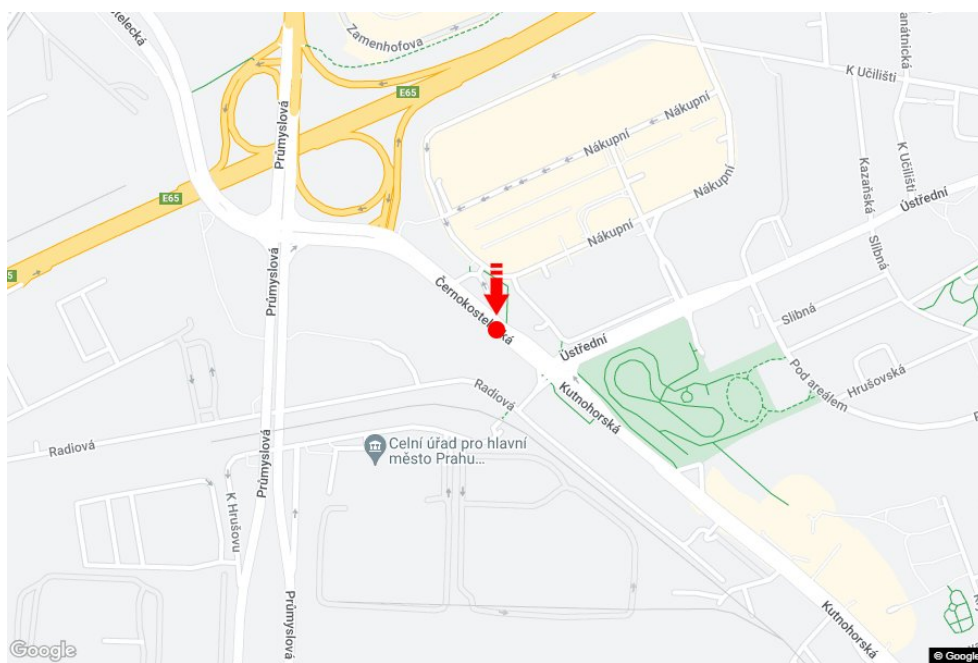 Zamenhofova
K Učilišti
E65
Průmyslová
Nákupní
Nákupní
K Učilišti
Kazaňská
Ústřední
E65
Nákupní
Slibná
Průmyslová
Černokostelecká
Slibná
Ústřední
Pod areálem
Hrušovská
Radiová
Kutnohorská
Celní úřad pro hlavní
město Prahu...
Radiová
Průmyslová
K Hrušovu
Průmyslová
Kutnohorská
Google
© Google